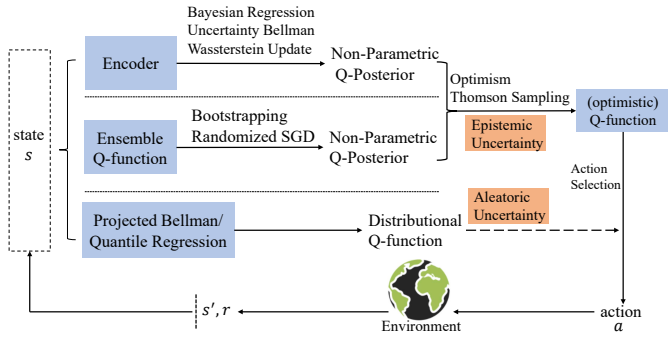 state
s
Encoder
Bayesian Regression
Uncertainty Bellman
Wassterstein Update
Non-Parametric
Q-Posterior
Optimism
Thomson Sampling
(optimistic)
Q-function
Ensemble
Q-function
Bootstrapping
Randomized SGD
Non-Parametric
Q-Posterior
Epistemic
Uncertainty
Action
Selection
Projected Bellman/
Quantile Regression
Distributional
Q-function
Aleatoric
Uncertainty
s′, r
Environment
action
a